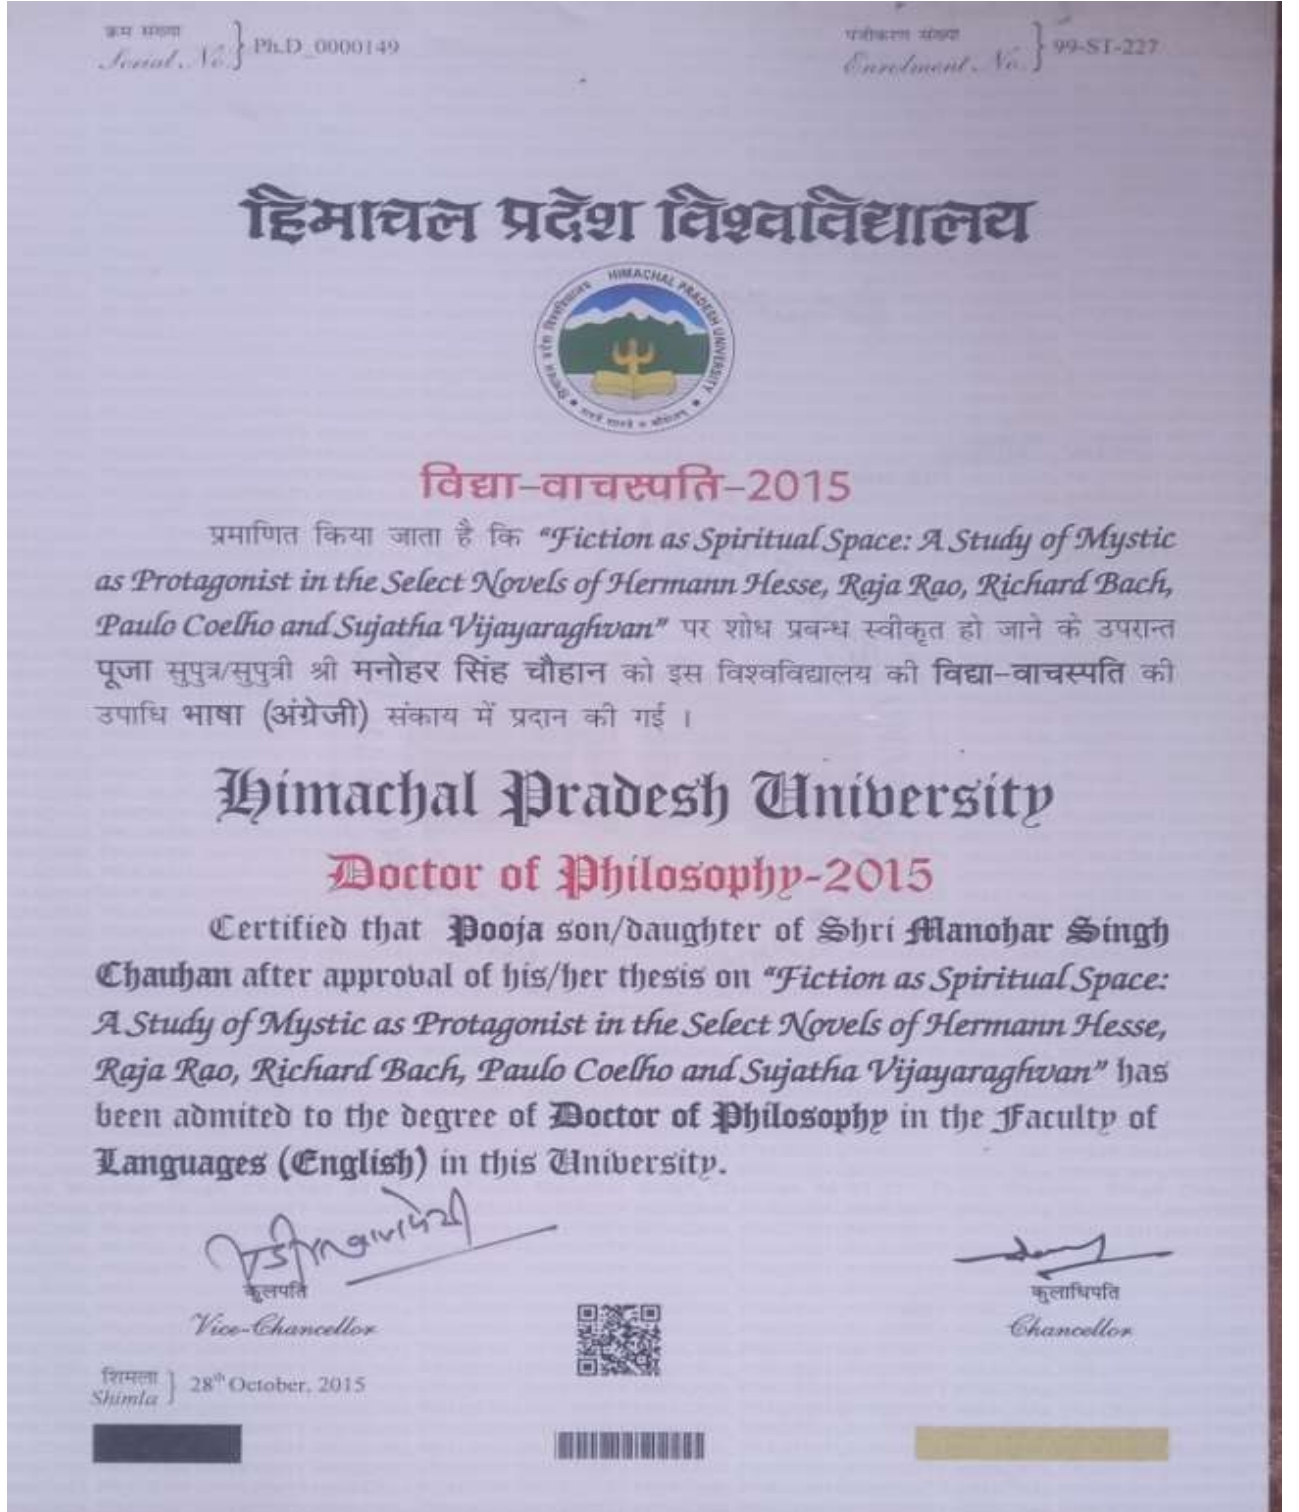 क्रम संख्या
Serial No. } Ph.D_0000149
पंजीकरण संख्या
Enrolment No. } 99-ST-227
हिमाचल प्रदेश विश्वविद्यालय
HIMACHAL PRADESH UNIVERSITY
हिमाचल प्रदेश विश्वविद्यालय
विद्या-वाचस्पति-2015
प्रमाणित किया जाता है कि "Fiction as Spiritual Space: A Study of Mystic
as Protagonist in the Select Novels of Hermann Hesse, Raja Rao, Richard Bach,
Paulo Coelho and Sujatha Vijayaraghvan" पर शोध प्रबन्ध स्वीकृत हो जाने के उपरान्त
पूजा सुपुत्र/सुपुत्री श्री मनोहर सिंह चौहान को इस विश्वविद्यालय की विद्या-वाचस्पति की
उपाधि भाषा (अंग्रेजी) संकाय में प्रदान की गई ।
Himachal Pradesh University
Doctor of Philosophy-2015
Certified that Pooja son/daughter of Shri Manohar Singh
Chauhan after approval of his/her thesis on "Fiction as Spiritual Space:
A Study of Mystic as Protagonist in the Select Novels of Hermann Hesse,
Raja Rao, Richard Bach, Paulo Coelho and Sujatha Vijayaraghvan" has
been admited to the degree of Doctor of Philosophy in the Faculty of
Languages (English) in this University.
कुलपति
Vice-Chancellor
कुलाधिपति
Chancellor
शिमला
Shimla } 28th October, 2015